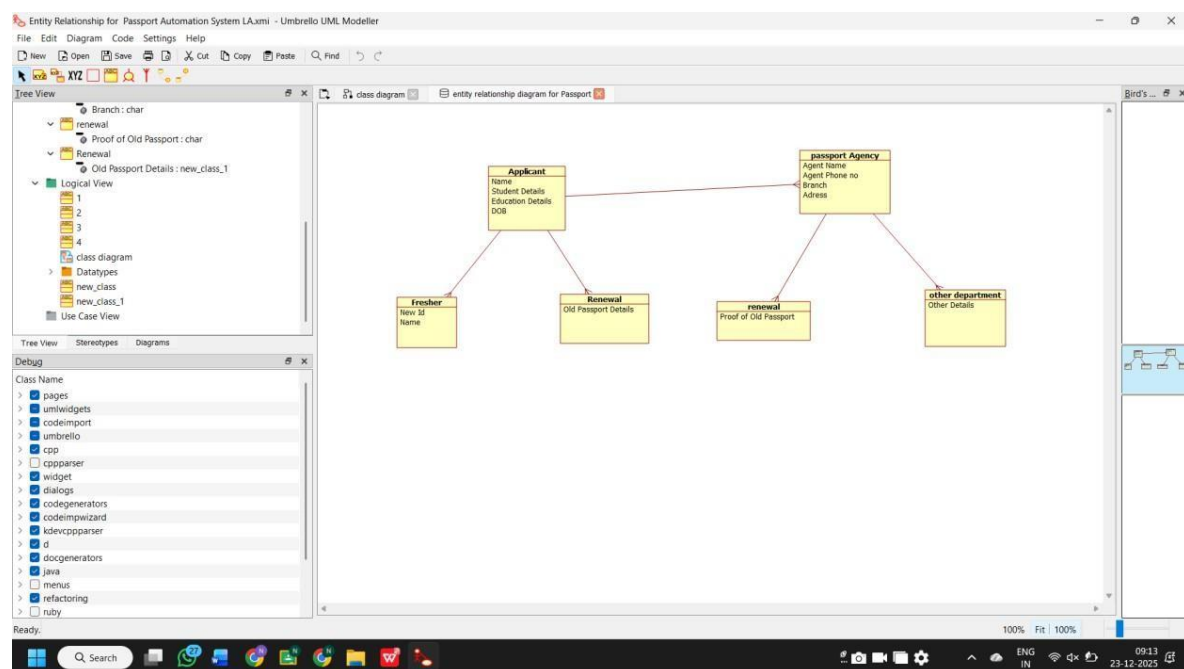 Entity Relationship for Passport Automation System LA.xmi - Umbrello UML Modeller
File Edit Diagram Code Settings Help
New Open Save Cut Copy Paste Find
XYZ XYZ
Tree View
class diagram entity relationship diagram for Passport
Bird's ...
Branch : char
renewal
Proof of Old Passport : char
Renewal
Old Passport Details : new_class_1
Logical View
1
2
3
4
class diagram
Datatypes
new_class
new_class_1
Use Case View
Tree View Stereotypes Diagrams
Debug
Class Name
pages
umlwidgets
codeimport
umbrello
cpp
cppparser
widget
dialogs
codegenerators
codeimpwizard
kdevcppparser
d
docgenerators
java
menus
refactoring
ruby
Applicant
Name
Student Details
Education Details
DOB
passport Agency
Agent Name
Agent Phone no
Branch
Adress
Fresher
New Id
Name
Renewal
Old Passport Details
renewal
Proof of Old Passport
other department
Other Details
Ready.
100% Fit 100%
Search
27
ENG
IN
09:13
23-12-2025